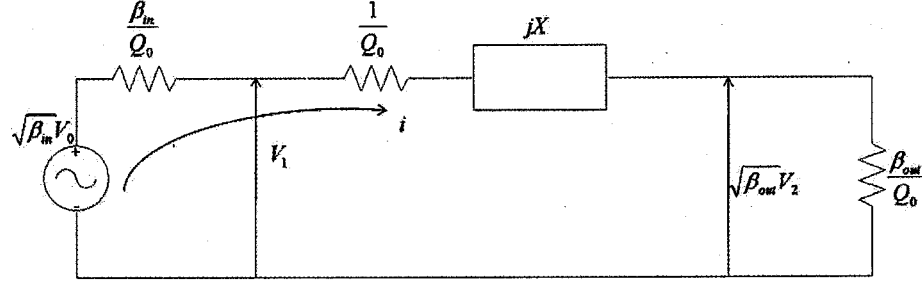 β_in/Q_0
1/Q_0
jX
√β_in V_0
+
-
i
V_1
√β_out V_2
β_out/Q_0